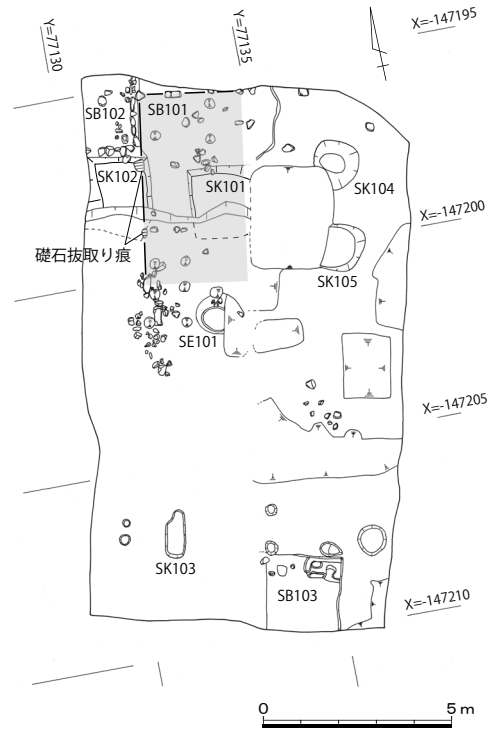 Y=77130
Y=77135
X=-147195
SB102
SB101
SK102
SK101
SK104
X=-147200
礎石抜取り痕
SK105
SE101
X=-147205
SK103
SB103
X=-147210
0 5 m